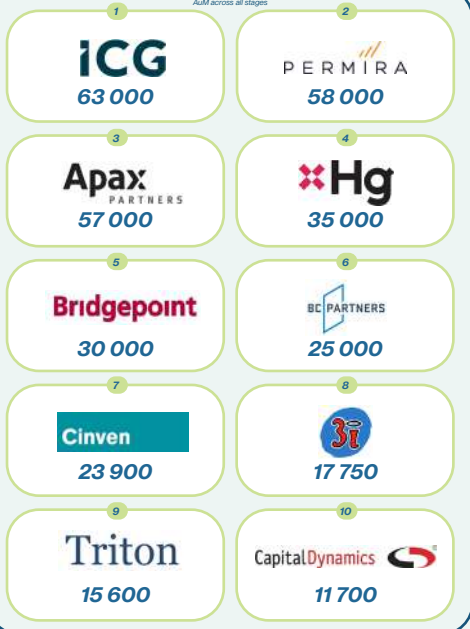 AuM across all stages
1
ICG
63 000
2
PERMIRA
58 000
3
Apax
PARTNERS
57 000
4
Hg
35 000
5
Bridgepoint
30 000
6
BC PARTNERS
25 000
7
Cinven
23 900
8
3i
17 750
9
Triton
15 600
10
CapitalDynamics
11 700